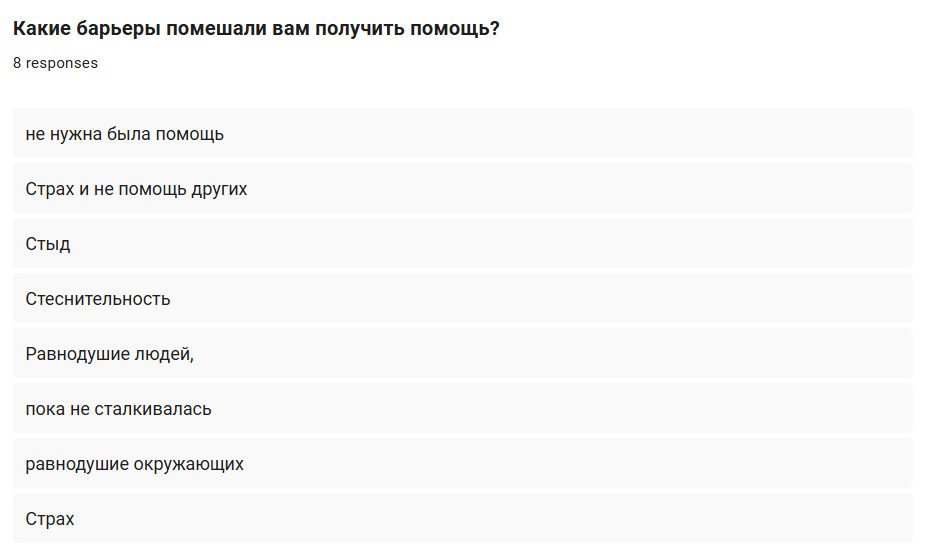 Какие барьеры помешали вам получить помощь?
8 responses
не нужна была помощь
Страх и не помощь других
Стыд
Стеснительность
Равнодушие людей,
пока не сталкивалась
равнодушие окружающих
Страх